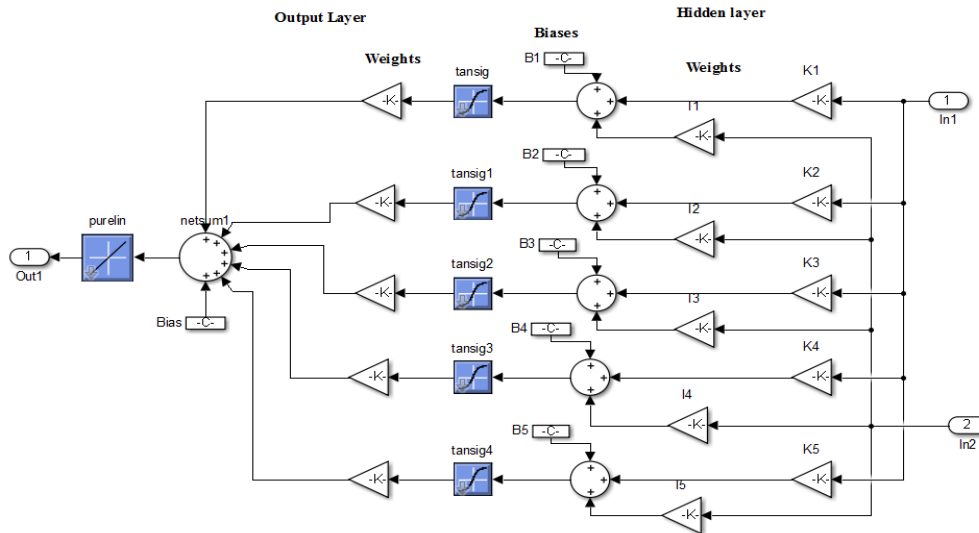 Output Layer
Hidden layer
Biases
Weights
Weights
tansig
B1
-C-
K1
-K-
-K-
1
In1
I1
-K-
B2
-C-
tansig1
K2
-K-
-K-
I2
-K-
purelin
netsum1
B3
-C-
tansig2
K3
1
Out1
-K-
-K-
I3
-K-
Bias
-C-
B4
-C-
tansig3
K4
-K-
-K-
I4
-K-
2
In2
B5
-C-
tansig4
K5
-K-
-K-
I5
-K-
+ + +
+ + +
+ + +
+ + +
+ + +
+ + + + + +